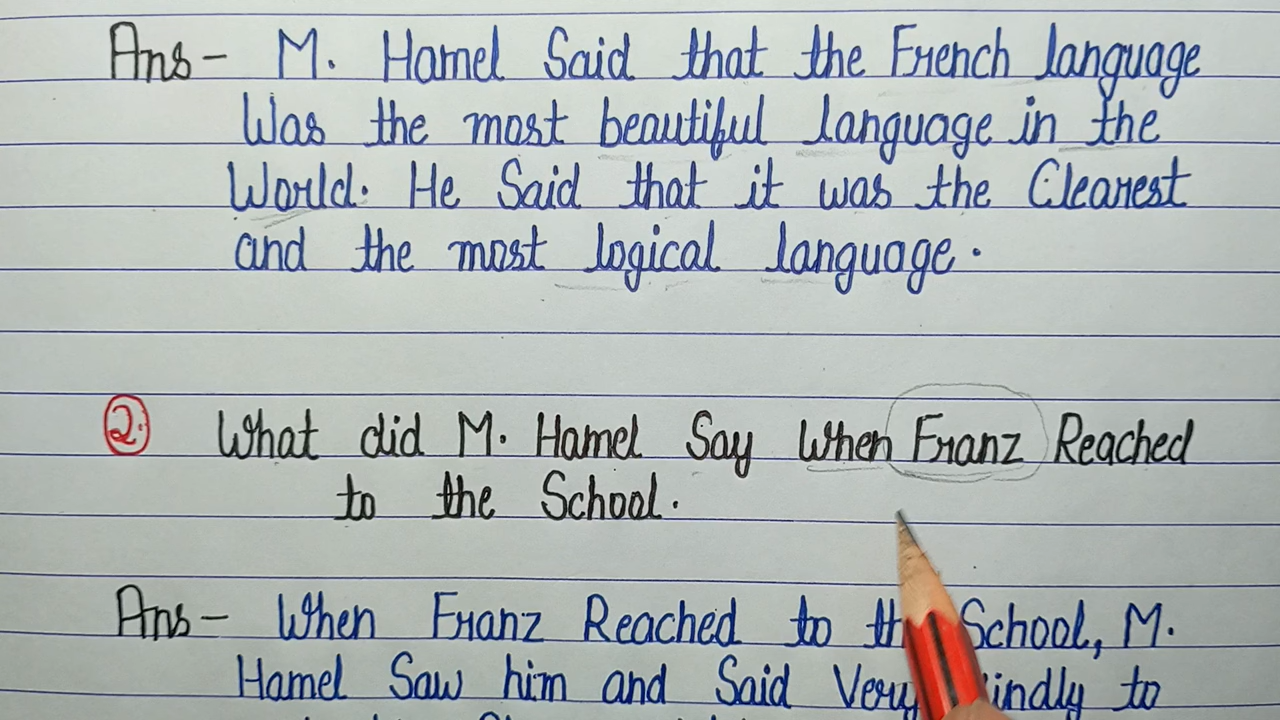 Ans- M. Hamel Said that the French language
Was the most beautiful language in the
World. He Said that it was the Clearest
and the most logical language.
2. What did M. Hamel Say When Franz Reached
to the School.
Ans- When Franz Reached to School, M.
Hamel Saw him and Said Very to